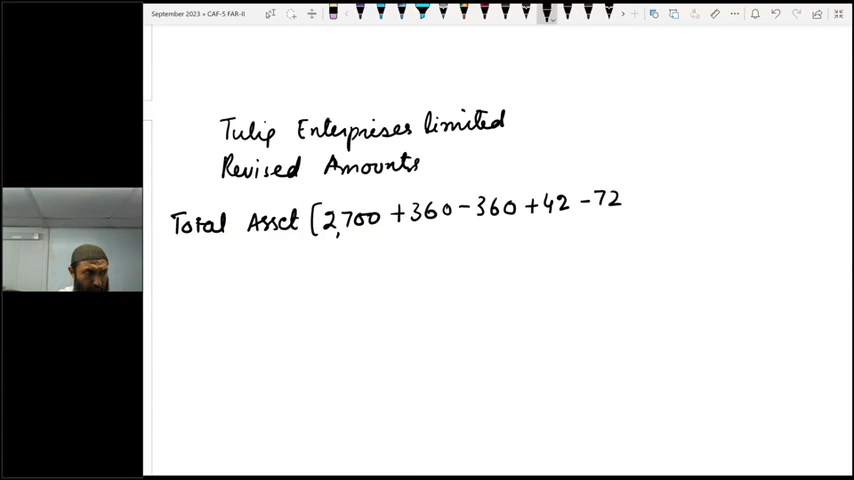 September 2023 » CAF-5 FAR-II
Tulip Enterprises limited
Revised Amounts
Total Asset [2,700 +360 - 360 + 42 - 72